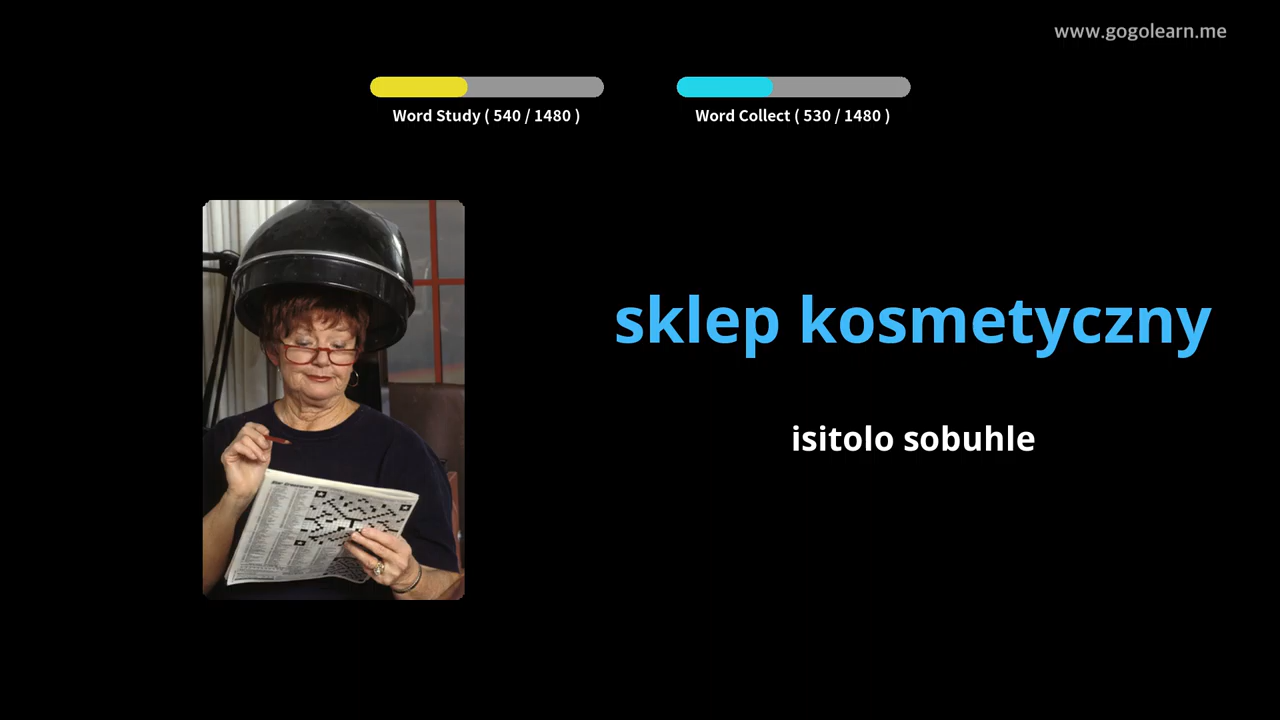 www.gogolearn.me
Word Study ( 540 / 1480 )
Word Collect ( 530 / 1480 )
sklep kosmetyczny
isitolo sobuhle